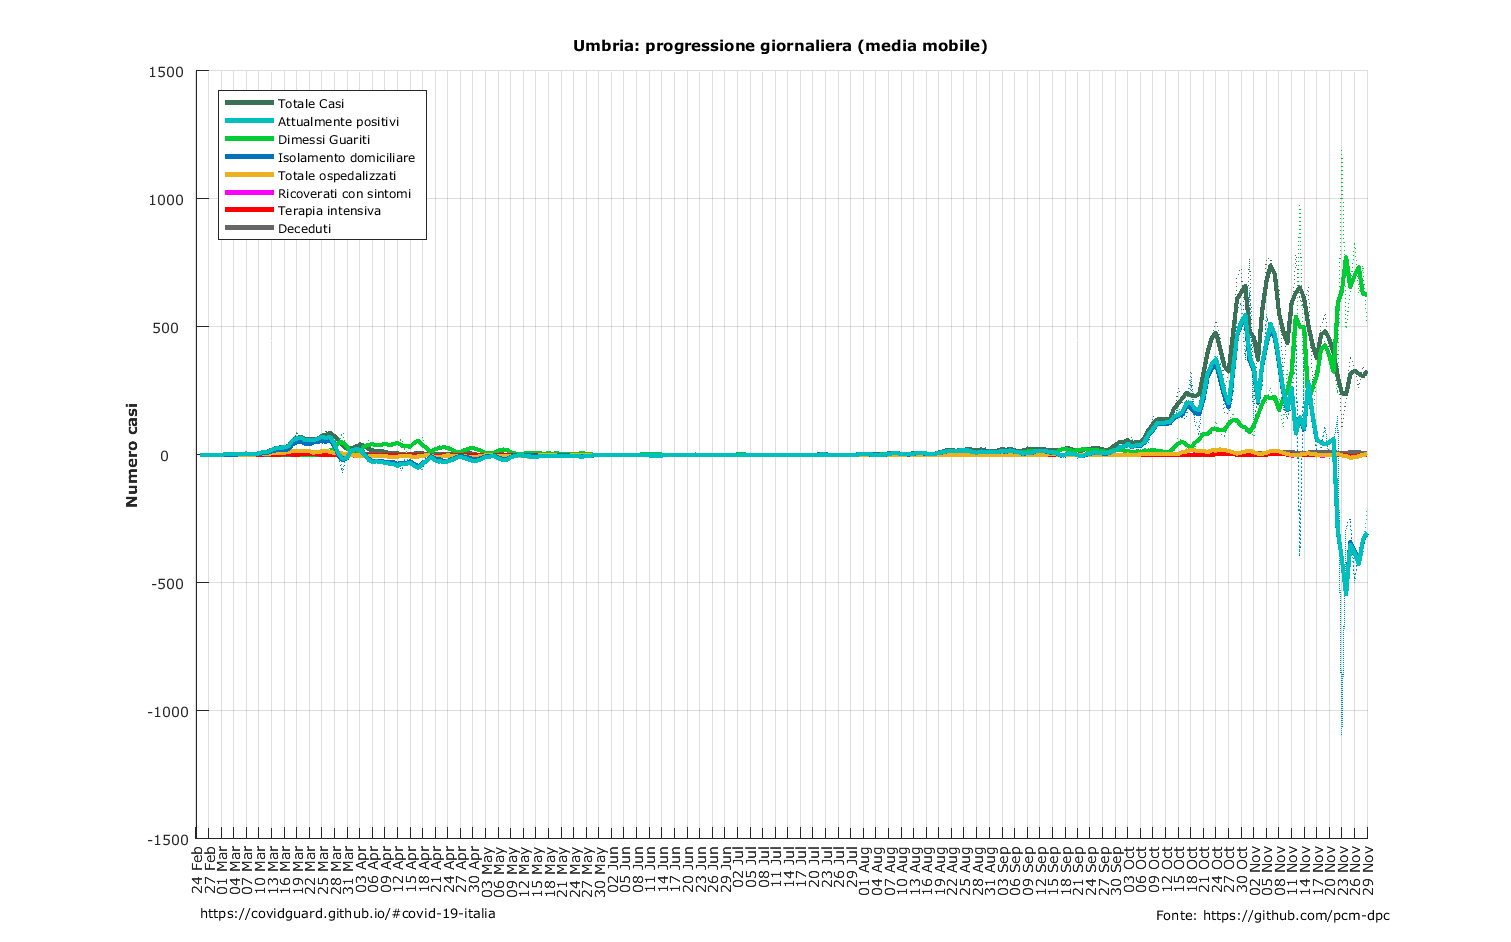 Umbria: progressione giornaliera (media mobile)
1500
1000
500
0
-500
-1000
-1500
Numero casi
Totale Casi
Attualmente positivi
Dimessi Guariti
Isolamento domiciliare
Totale ospedalizzati
Ricoverati con sintomi
Terapia intensiva
Deceduti
24 Feb
27 Feb
01 Mar
04 Mar
07 Mar
10 Mar
13 Mar
16 Mar
19 Mar
22 Mar
25 Mar
28 Mar
31 Mar
03 Apr
06 Apr
09 Apr
12 Apr
15 Apr
18 Apr
21 Apr
24 Apr
27 Apr
30 Apr
03 May
06 May
09 May
12 May
15 May
18 May
21 May
24 May
27 May
30 May
02 Jun
05 Jun
08 Jun
11 Jun
14 Jun
17 Jun
20 Jun
23 Jun
26 Jun
29 Jun
02 Jul
05 Jul
08 Jul
11 Jul
14 Jul
17 Jul
20 Jul
23 Jul
26 Jul
29 Jul
01 Aug
04 Aug
07 Aug
10 Aug
13 Aug
16 Aug
19 Aug
22 Aug
25 Aug
28 Aug
31 Aug
03 Sep
06 Sep
09 Sep
12 Sep
15 Sep
18 Sep
21 Sep
24 Sep
27 Sep
30 Sep
03 Oct
06 Oct
09 Oct
12 Oct
15 Oct
18 Oct
21 Oct
24 Oct
27 Oct
30 Oct
02 Nov
05 Nov
08 Nov
11 Nov
14 Nov
17 Nov
20 Nov
23 Nov
26 Nov
29 Nov
https://covidguard.github.io/#covid-19-italia
Fonte: https://github.com/pcm-dpc